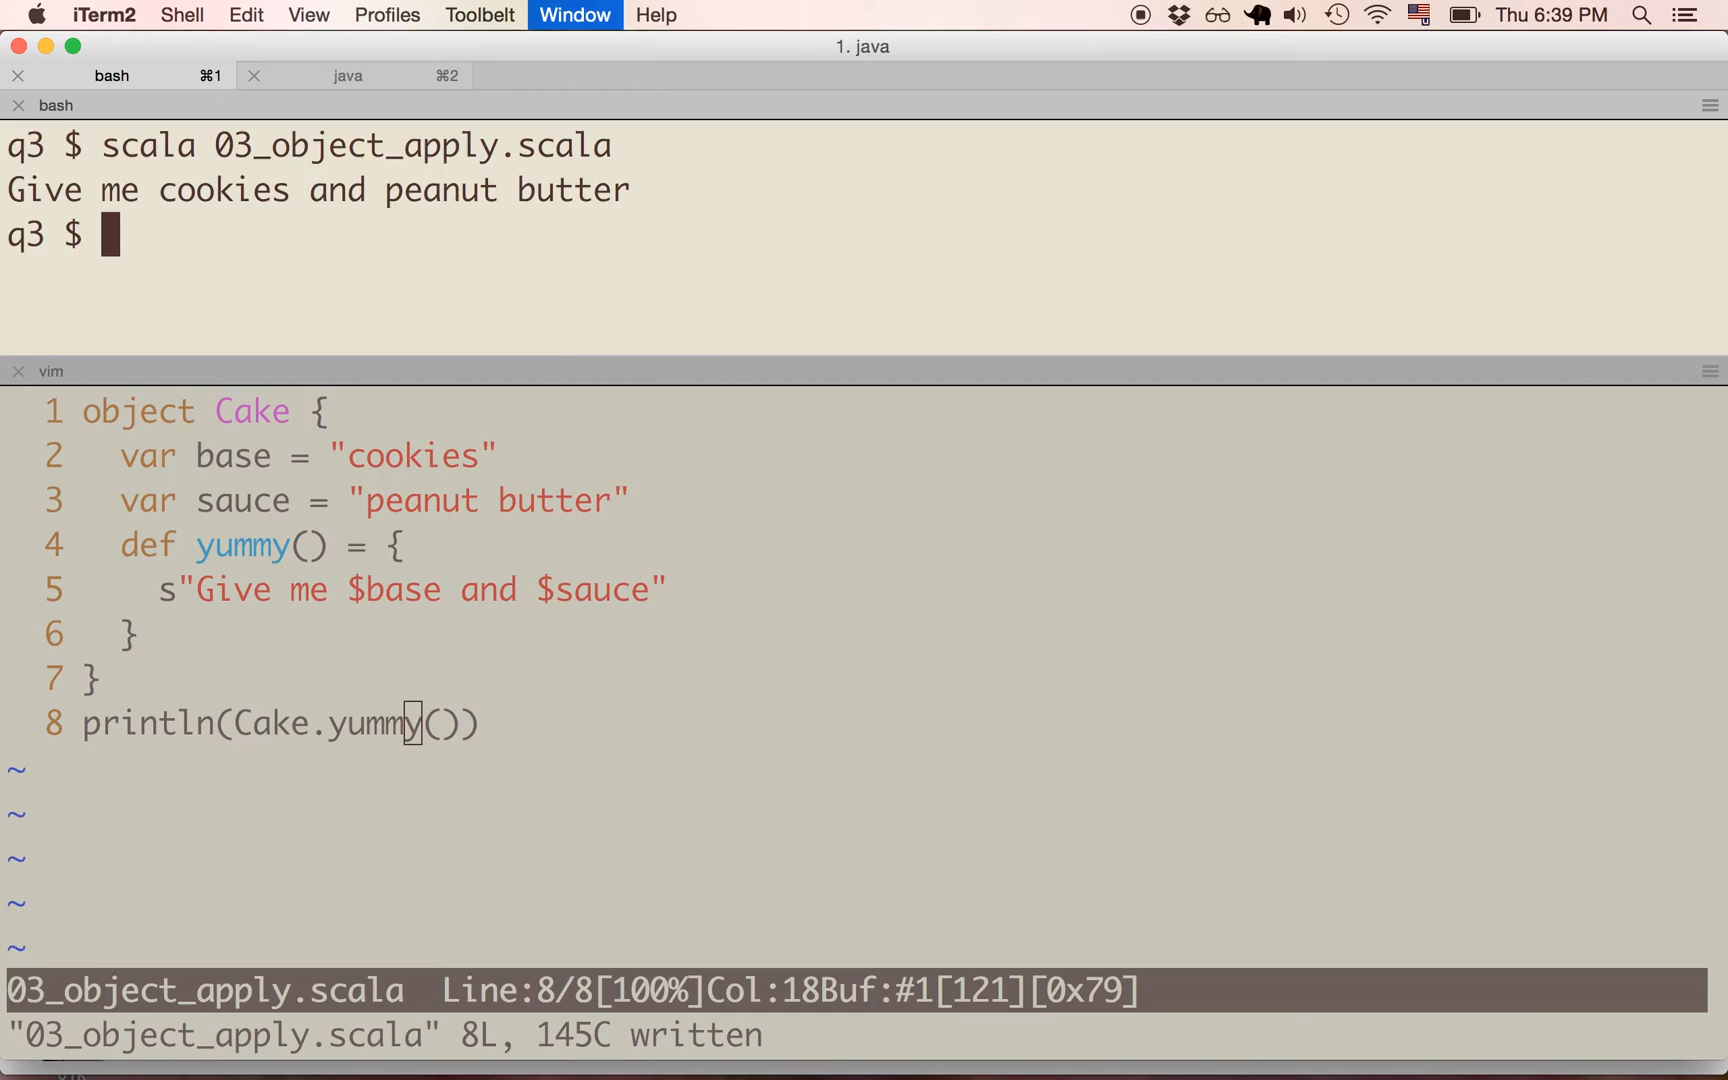 iTerm2 Shell Edit View Profiles Toolbelt Window Help Thu 6:39 PM
1. java
bash ⌘1 java ⌘2
bash
q3 $ scala 03_object_apply.scala
Give me cookies and peanut butter
q3 $
vim
1 object Cake {
2   var base = "cookies"
3   var sauce = "peanut butter"
4   def yummy() = {
5     s"Give me $base and $sauce"
6   }
7 }
8 println(Cake.yummy())
~
~
~
~
~
03_object_apply.scala  Line:8/8[100%]Col:18Buf:#1[121][0x79]
"03_object_apply.scala" 8L, 145C written